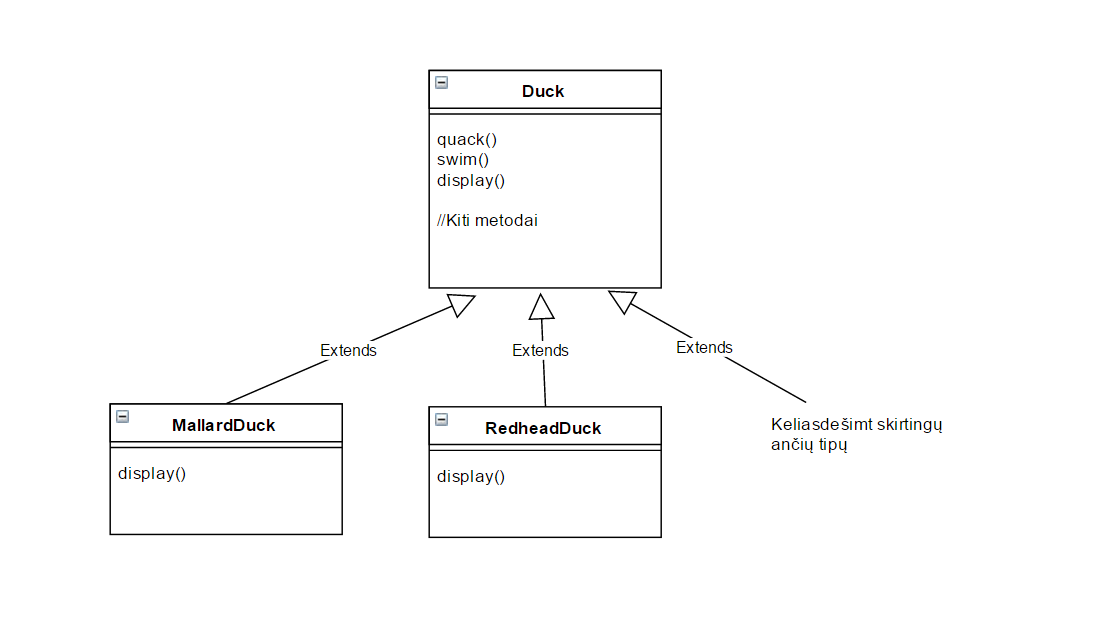 Duck
quack()
swim()
display()
//Kiti metodai
Extends
Extends
Extends
MallardDuck
display()
RedheadDuck
display()
Keliasdešimt skirtingų
ančių tipų